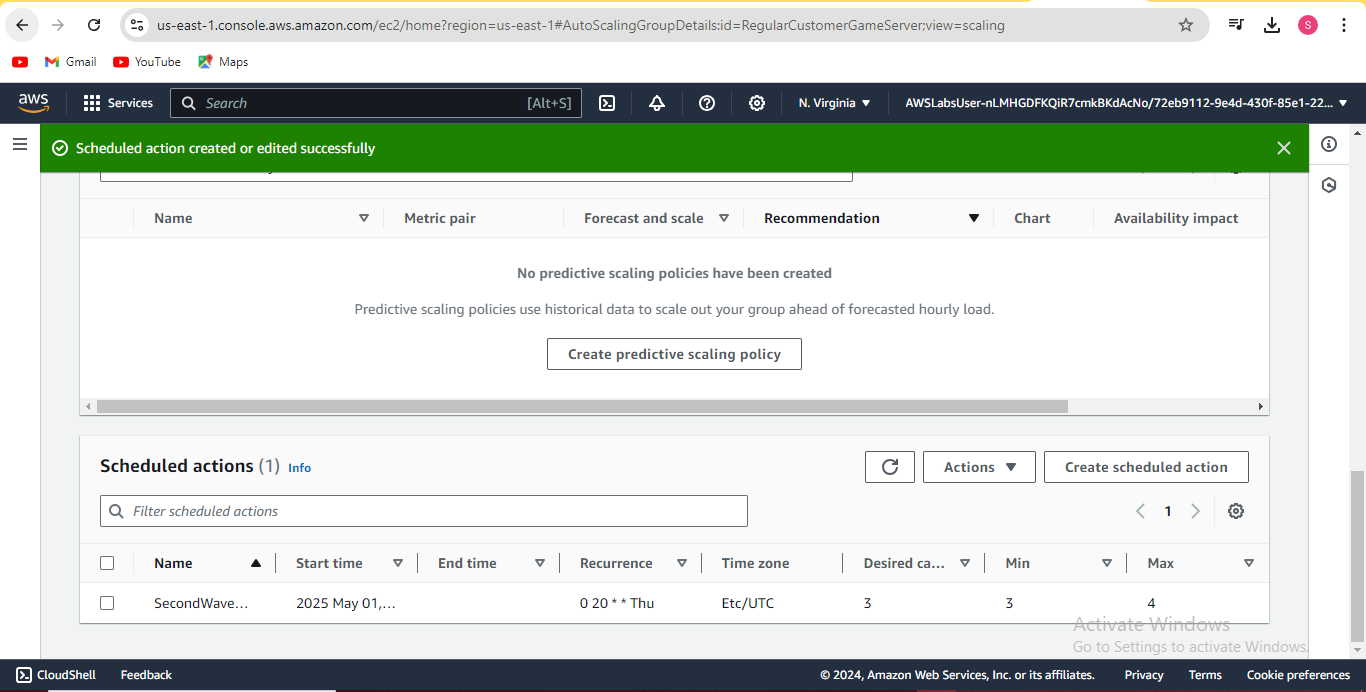 us-east-1.console.aws.amazon.com/ec2/home?region=us-east-1#AutoScalingGroupDetails:id=RegularCustomerGameServer;view=scaling
S
Gmail YouTube Maps
aws Services Search [Alt+S] N. Virginia AWSLabsUser-nLMHGDFKQiR7cmkBKdAcNo/72eb9112-9e4d-430f-85e1-22...
Scheduled action created or edited successfully
Name Metric pair Forecast and scale Recommendation Chart Availability impact
No predictive scaling policies have been created
Predictive scaling policies use historical data to scale out your group ahead of forecasted hourly load.
Create predictive scaling policy
Scheduled actions (1) Info Actions Create scheduled action
Filter scheduled actions 1
Name Start time End time Recurrence Time zone Desired ca... Min Max
SecondWave... 2025 May 01,... 0 20 * * Thu Etc/UTC 3 3 4
Activate Windows
Go to Settings to activate Windows.
CloudShell Feedback © 2024, Amazon Web Services, Inc. or its affiliates. Privacy Terms Cookie preferences